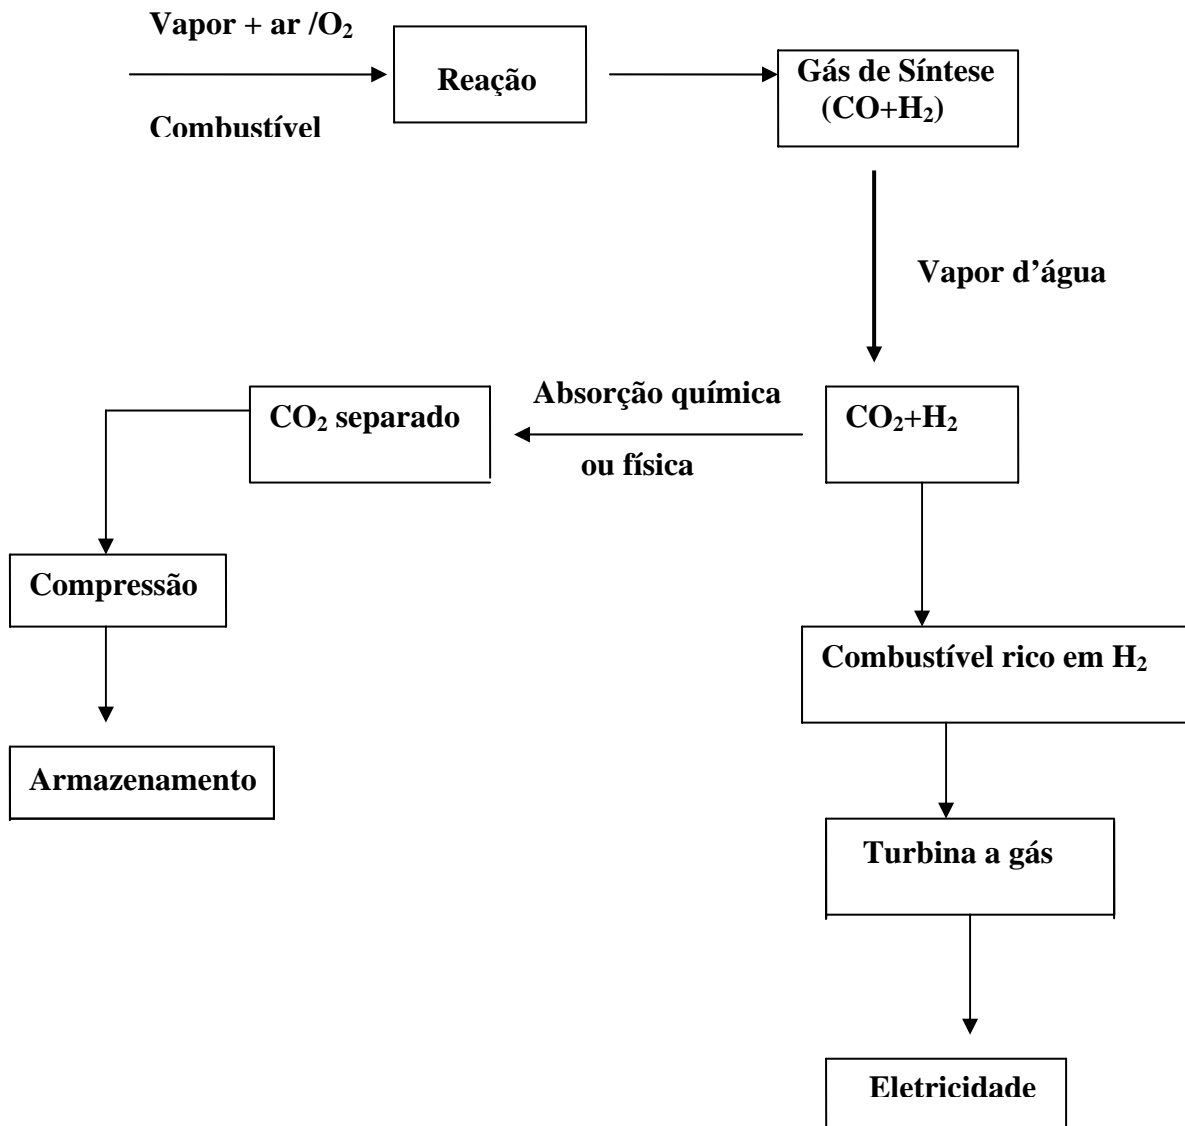 Vapor + ar /O₂
Combustível
Reação
Gás de Síntese
(CO+H₂)
Vapor d’água
CO₂+H₂
Absorção química
ou física
CO₂ separado
Compressão
Armazenamento
Combustível rico em H₂
Turbina a gás
Eletricidade